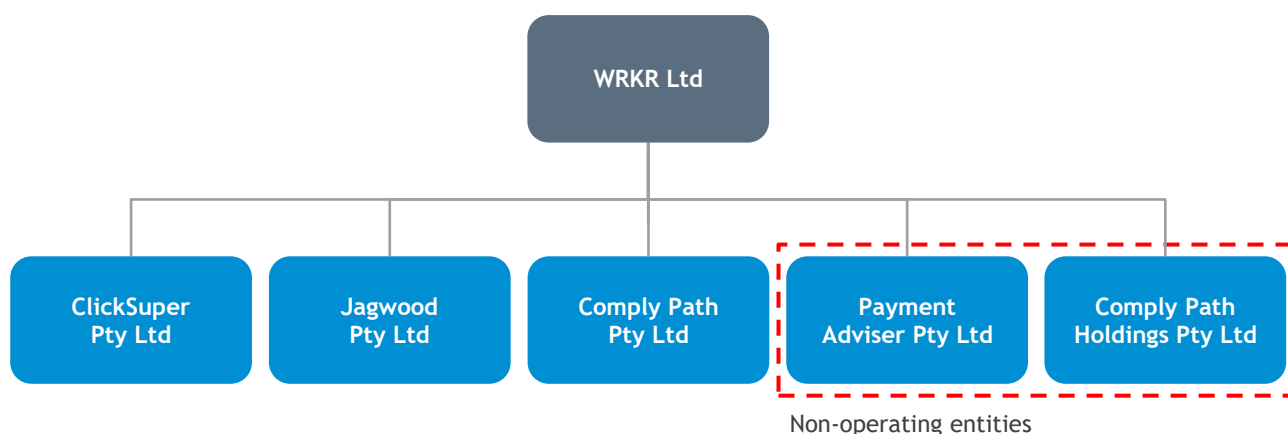 WRKR Ltd
ClickSuper
Pty Ltd
Jagwood
Pty Ltd
Comply Path
Pty Ltd
Payment
Adviser Pty Ltd
Comply Path
Holdings Pty Ltd
Non-operating entities